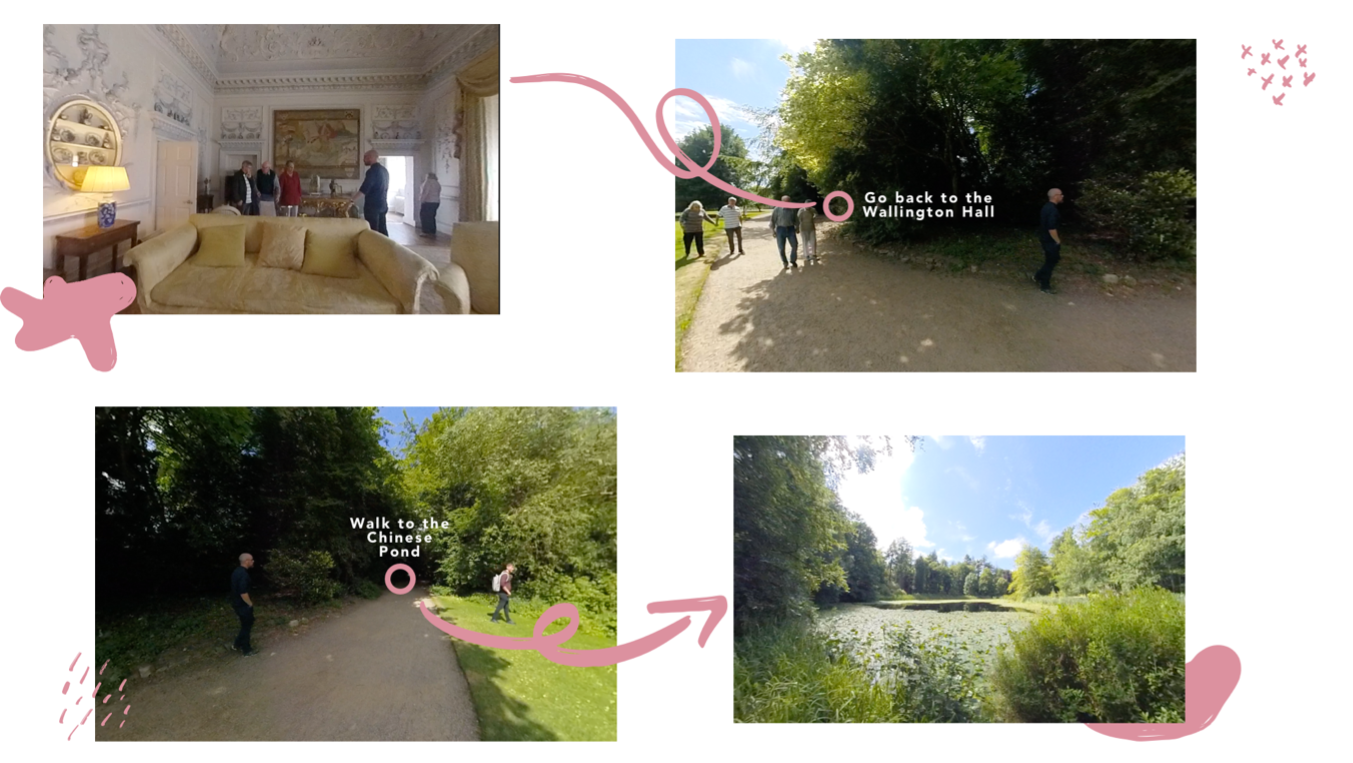 Go back to the
Wallington Hall
Walk to the
Chinese
Pond